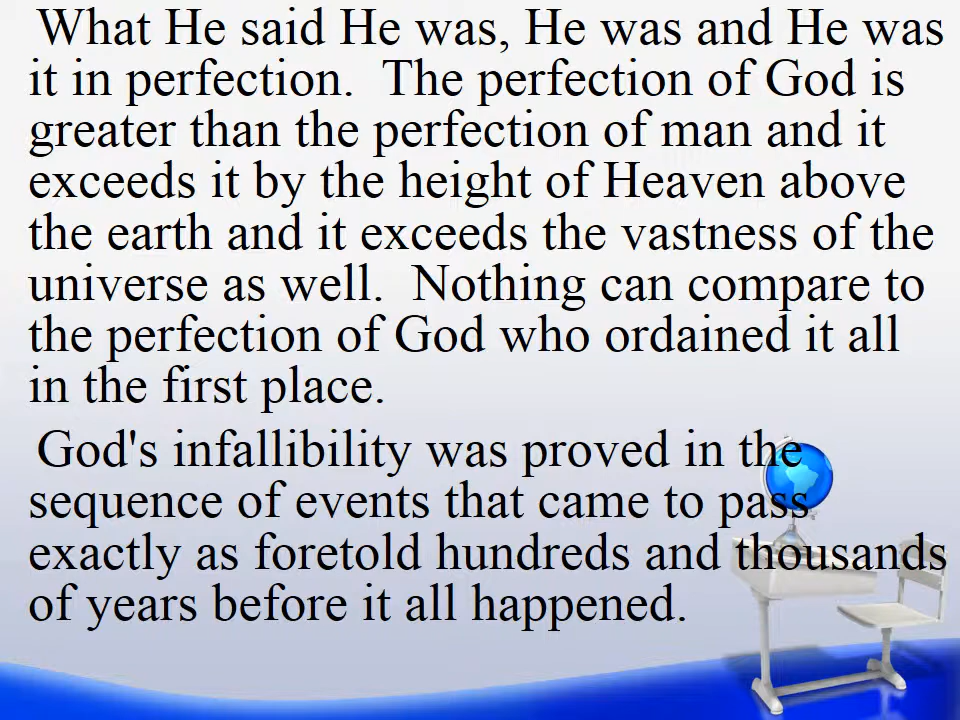 What He said He was, He was and He was
it in perfection.  The perfection of God is
greater than the perfection of man and it
exceeds it by the height of Heaven above
the earth and it exceeds the vastness of the
universe as well.  Nothing can compare to
the perfection of God who ordained it all
in the first place.
God's infallibility was proved in the
sequence of events that came to pass
exactly as foretold hundreds and thousands
of years before it all happened.